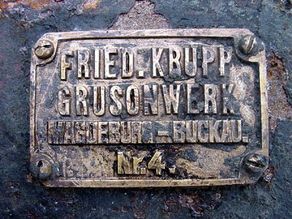 FRIED. KRUPP
GRUSONWERK
MAGDEBURG-BUCKAU.
Nr. 4.